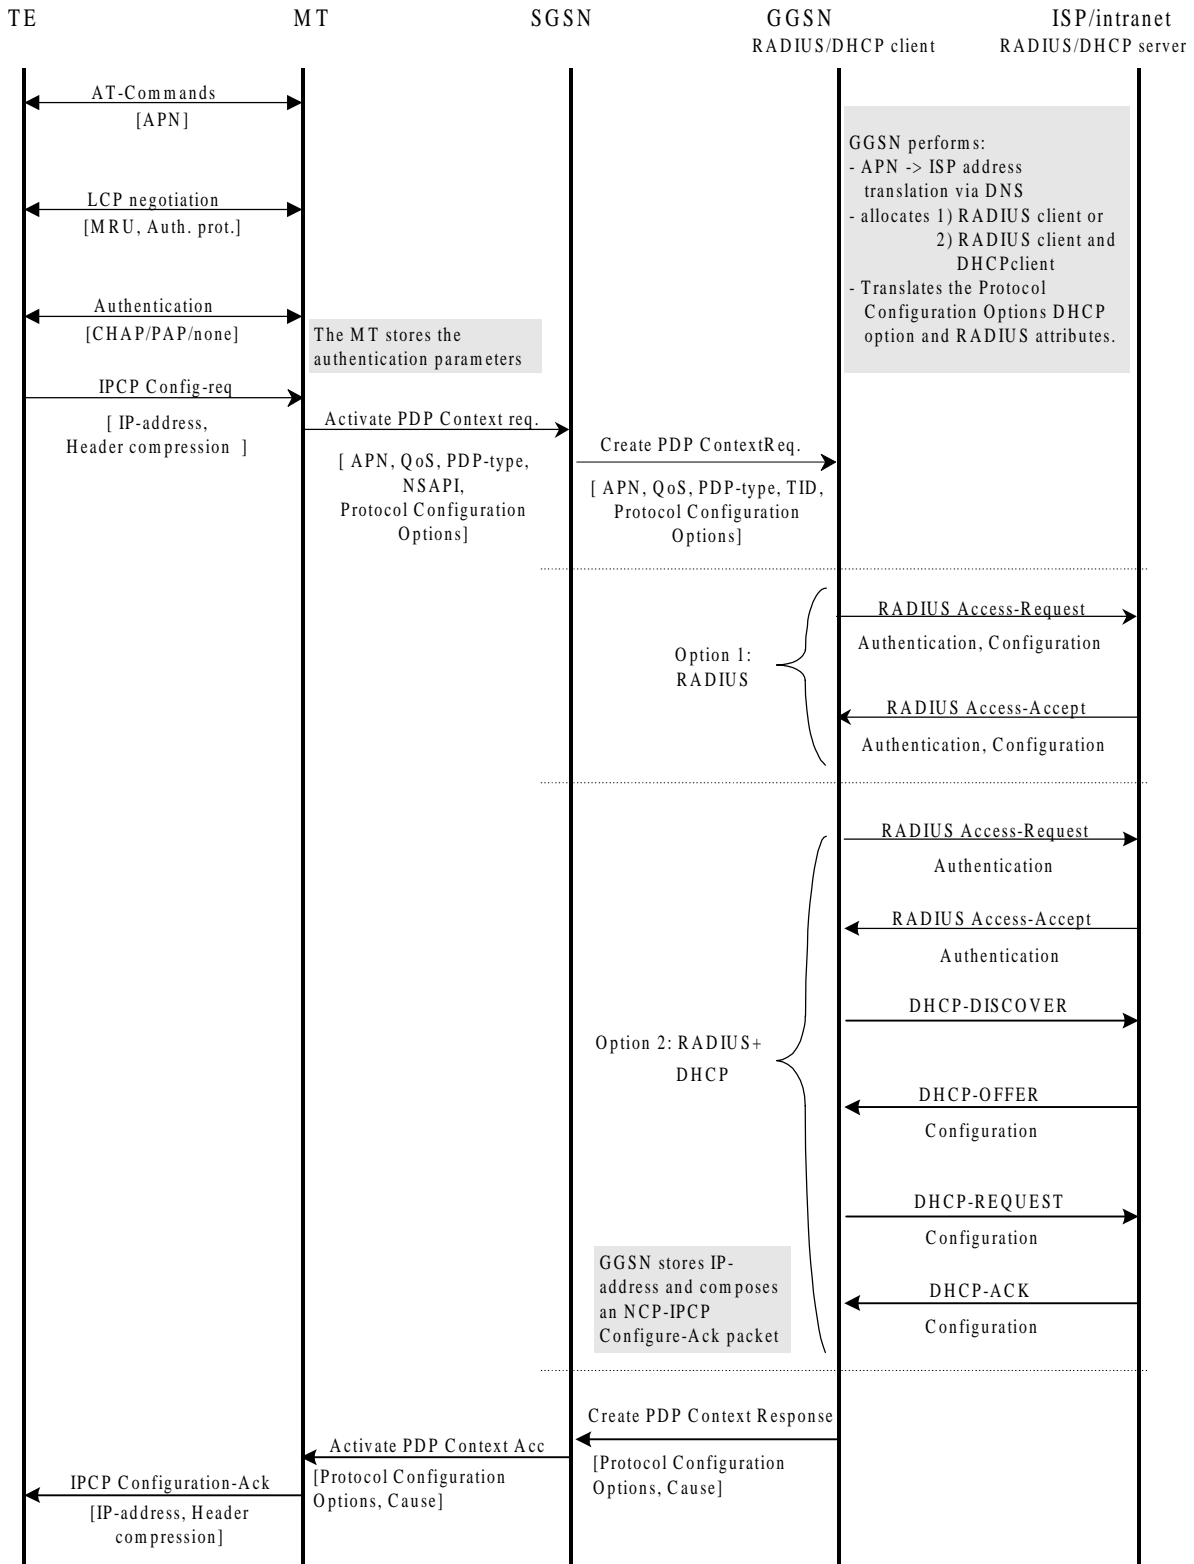 TE
MT
SGSN
GGSN
ISP/intranet
RADIUS/DHCP client
RADIUS/DHCP server
AT-Commands
[APN]
GGSN performs:
- APN -> ISP address
translation via DNS
- allocates 1) RADIUS client or
2) RADIUS client and
DHCPclient
- Translates the Protocol
Configuration Options DHCP
option and RADIUS attributes.
LCP negotiation
[MRU, Auth. prot.]
Authentication
[CHAP/PAP/none]
The MT stores the
authentication parameters
IPCP Config-req
[ IP-address,
Header compression ]
Activate PDP Context req.
[ APN, QoS, PDP-type,
NSAPI,
Protocol Configuration
Options]
Create PDP ContextReq.
[ APN, QoS, PDP-type, TID,
Protocol Configuration
Options]
Option 1:
RADIUS
RADIUS Access-Request
Authentication, Configuration
RADIUS Access-Accept
Authentication, Configuration
Option 2: RADIUS+
DHCP
RADIUS Access-Request
Authentication
RADIUS Access-Accept
Authentication
DHCP-DISCOVER
DHCP-OFFER
Configuration
DHCP-REQUEST
Configuration
DHCP-ACK
Configuration
GGSN stores IP-
address and composes
an NCP-IPCP
Configure-Ack packet
Create PDP Context Response
[Protocol Configuration
Options, Cause]
Activate PDP Context Acc
[Protocol Configuration
Options, Cause]
IPCP Configuration-Ack
[IP-address, Header
compression]